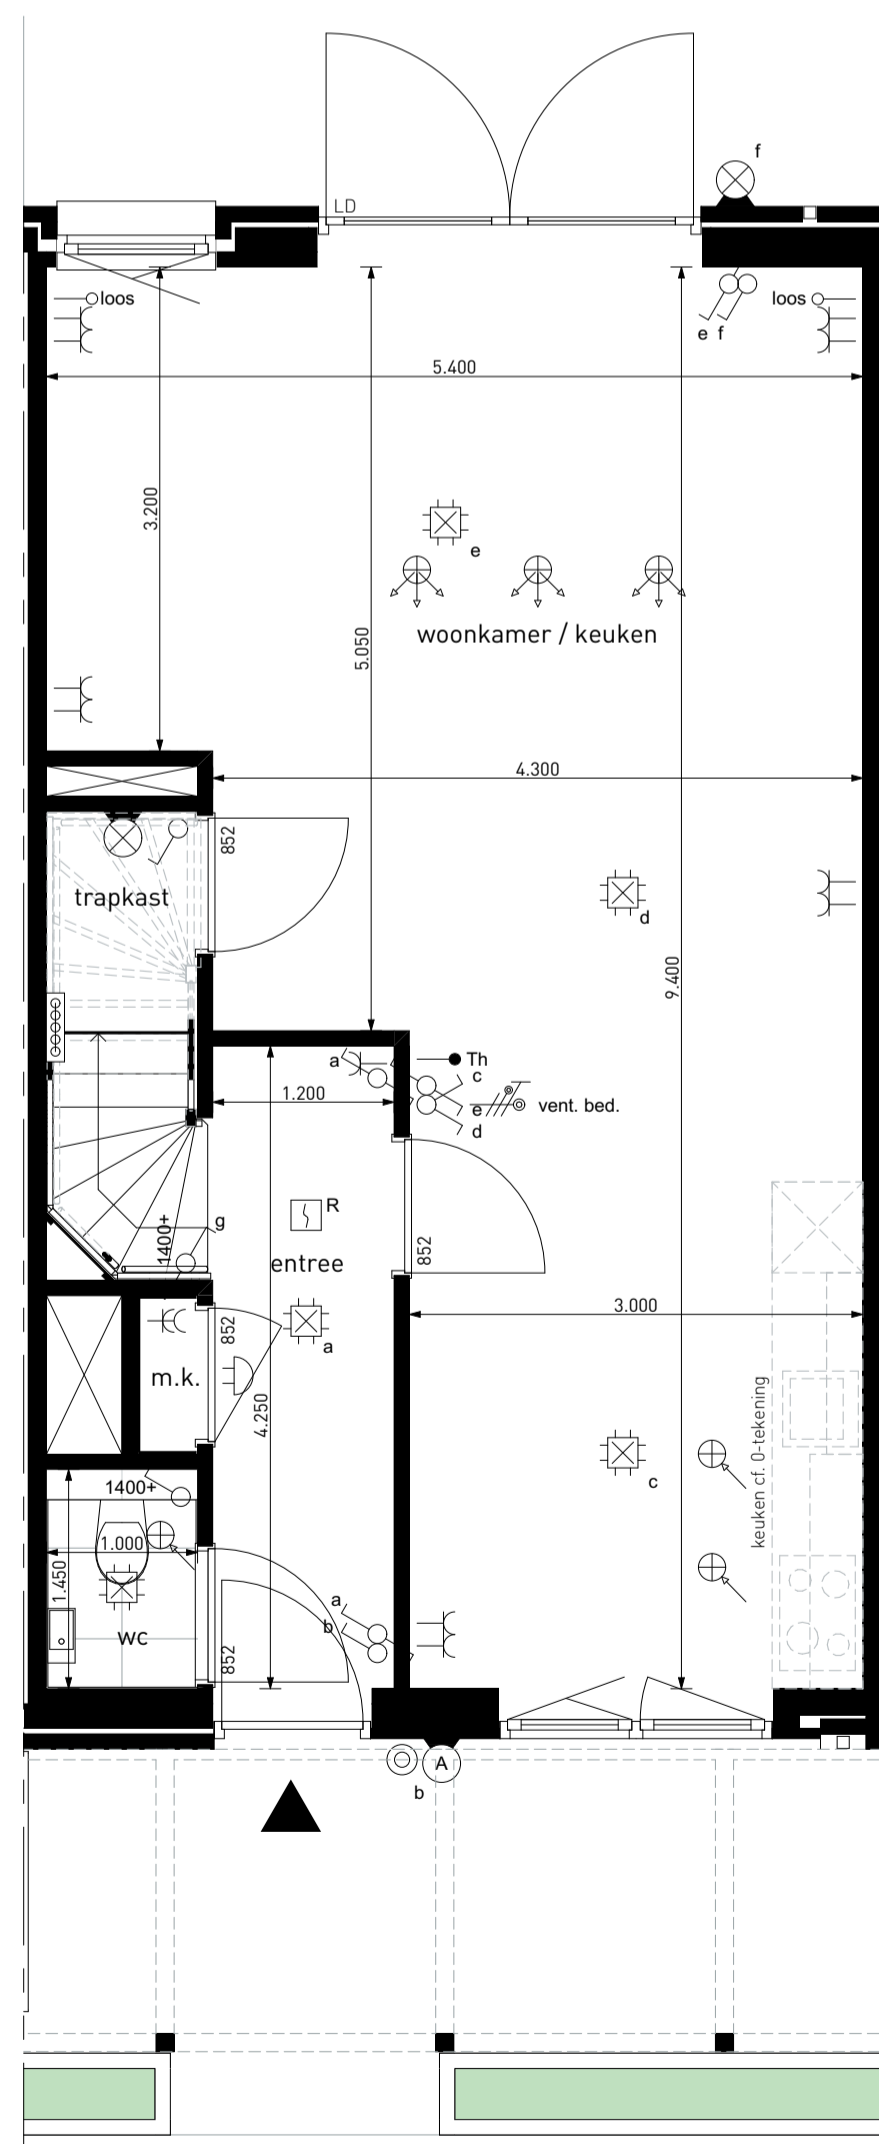 f
LD
loos
loos
e f
5.400
3.200
e
5.050
woonkamer / keuken
4.300
852
trapkast
d
9.400
a
Th
c
1.200
e
vent. bed.
d
g
R
1400+
entree
852
3.000
852
a
m.k.
4.250
keuken cf. 0-tekening
c
1400+
1.000
1.450
a
b
wc
852
A
b